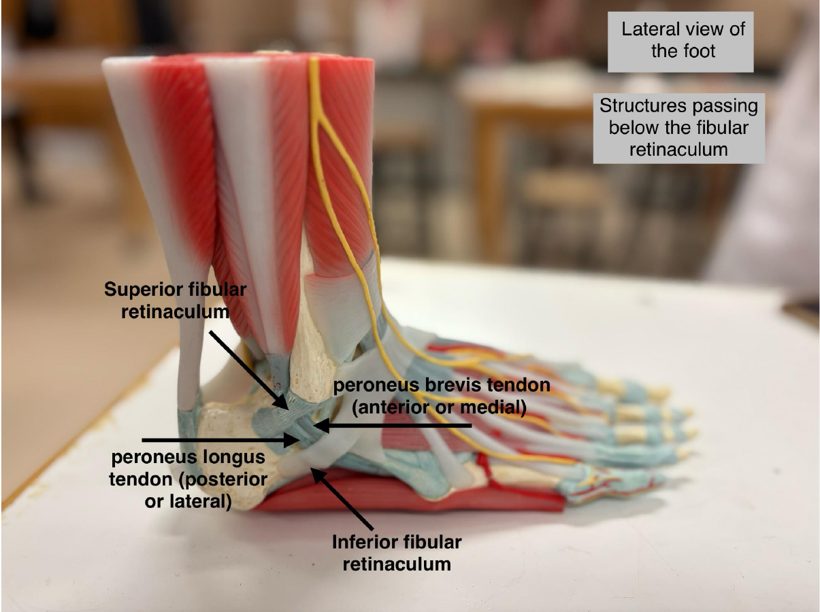 Lateral view of
the foot
Structures passing
below the fibular
retinaculum
Superior fibular
retinaculum
peroneus brevis tendon
(anterior or medial)
peroneus longus
tendon (posterior
or lateral)
Inferior fibular
retinaculum